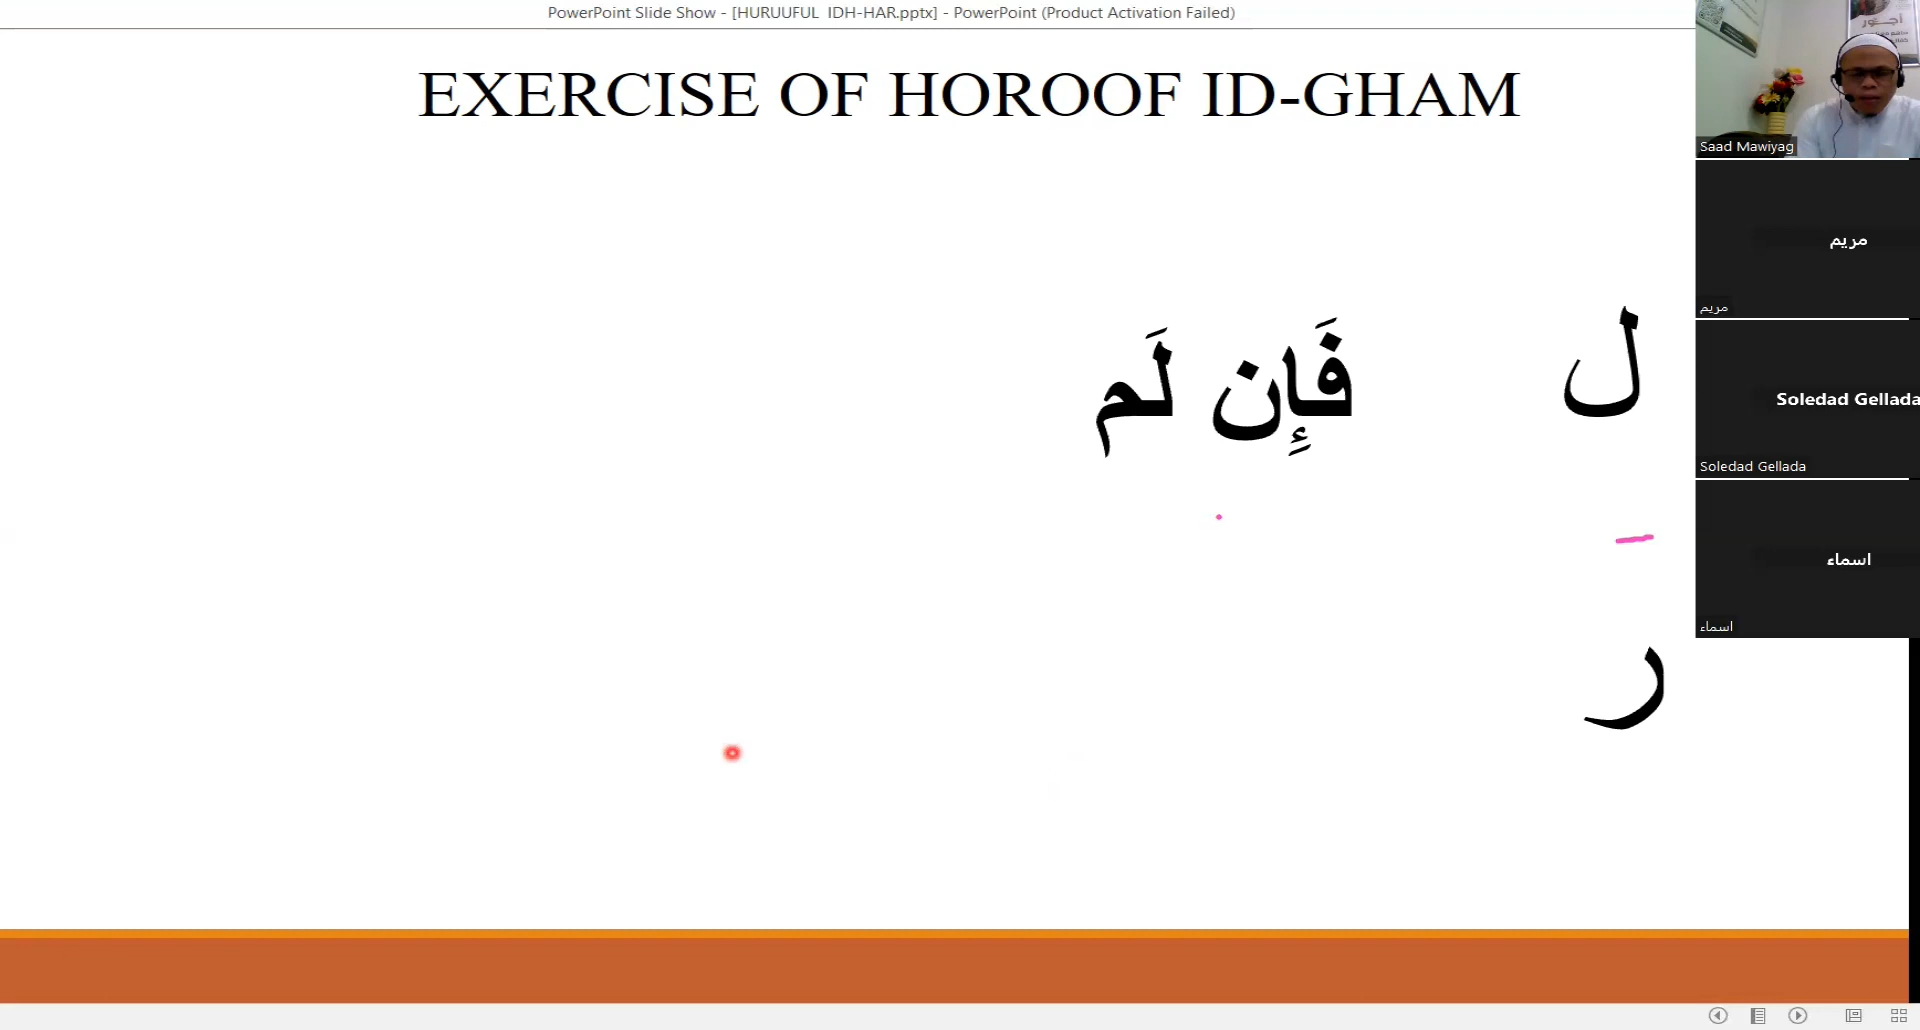 PowerPoint Slide Show - [HURUUFUL IDH-HAR.pptx] - PowerPoint (Product Activation Failed)
EXERCISE OF HOROOF ID-GHAM
ل
فَإِن لَم
ر
Saad Mawiyag
مريم
مريم
Soledad Gellada
Soledad Gellada
اسماء
اسماء